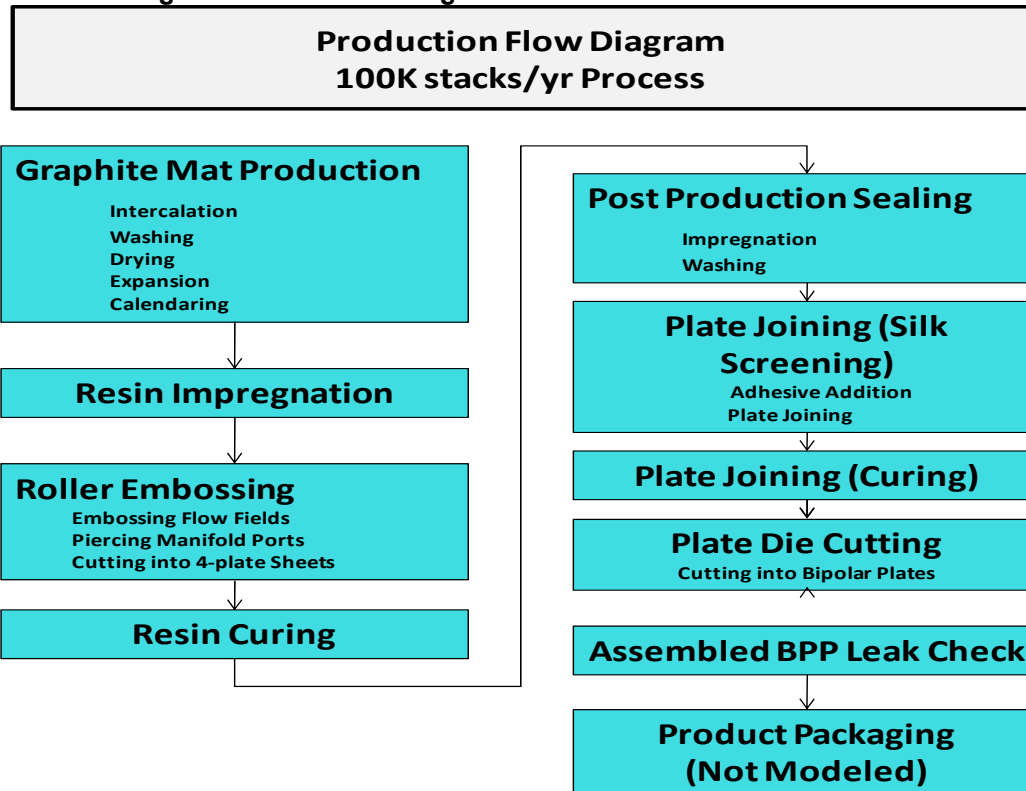 Production Flow Diagram
100K stacks/yr Process
Graphite Mat Production
Intercalation
Washing
Drying
Expansion
Calendaring
Resin Impregnation
Roller Embossing
Embossing Flow Fields
Piercing Manifold Ports
Cutting into 4-plate Sheets
Resin Curing
Post Production Sealing
Impregnation
Washing
Plate Joining (Silk
Screening)
Adhesive Addition
Plate Joining
Plate Joining (Curing)
Plate Die Cutting
Cutting into Bipolar Plates
Assembled BPP Leak Check
Product Packaging
(Not Modeled)